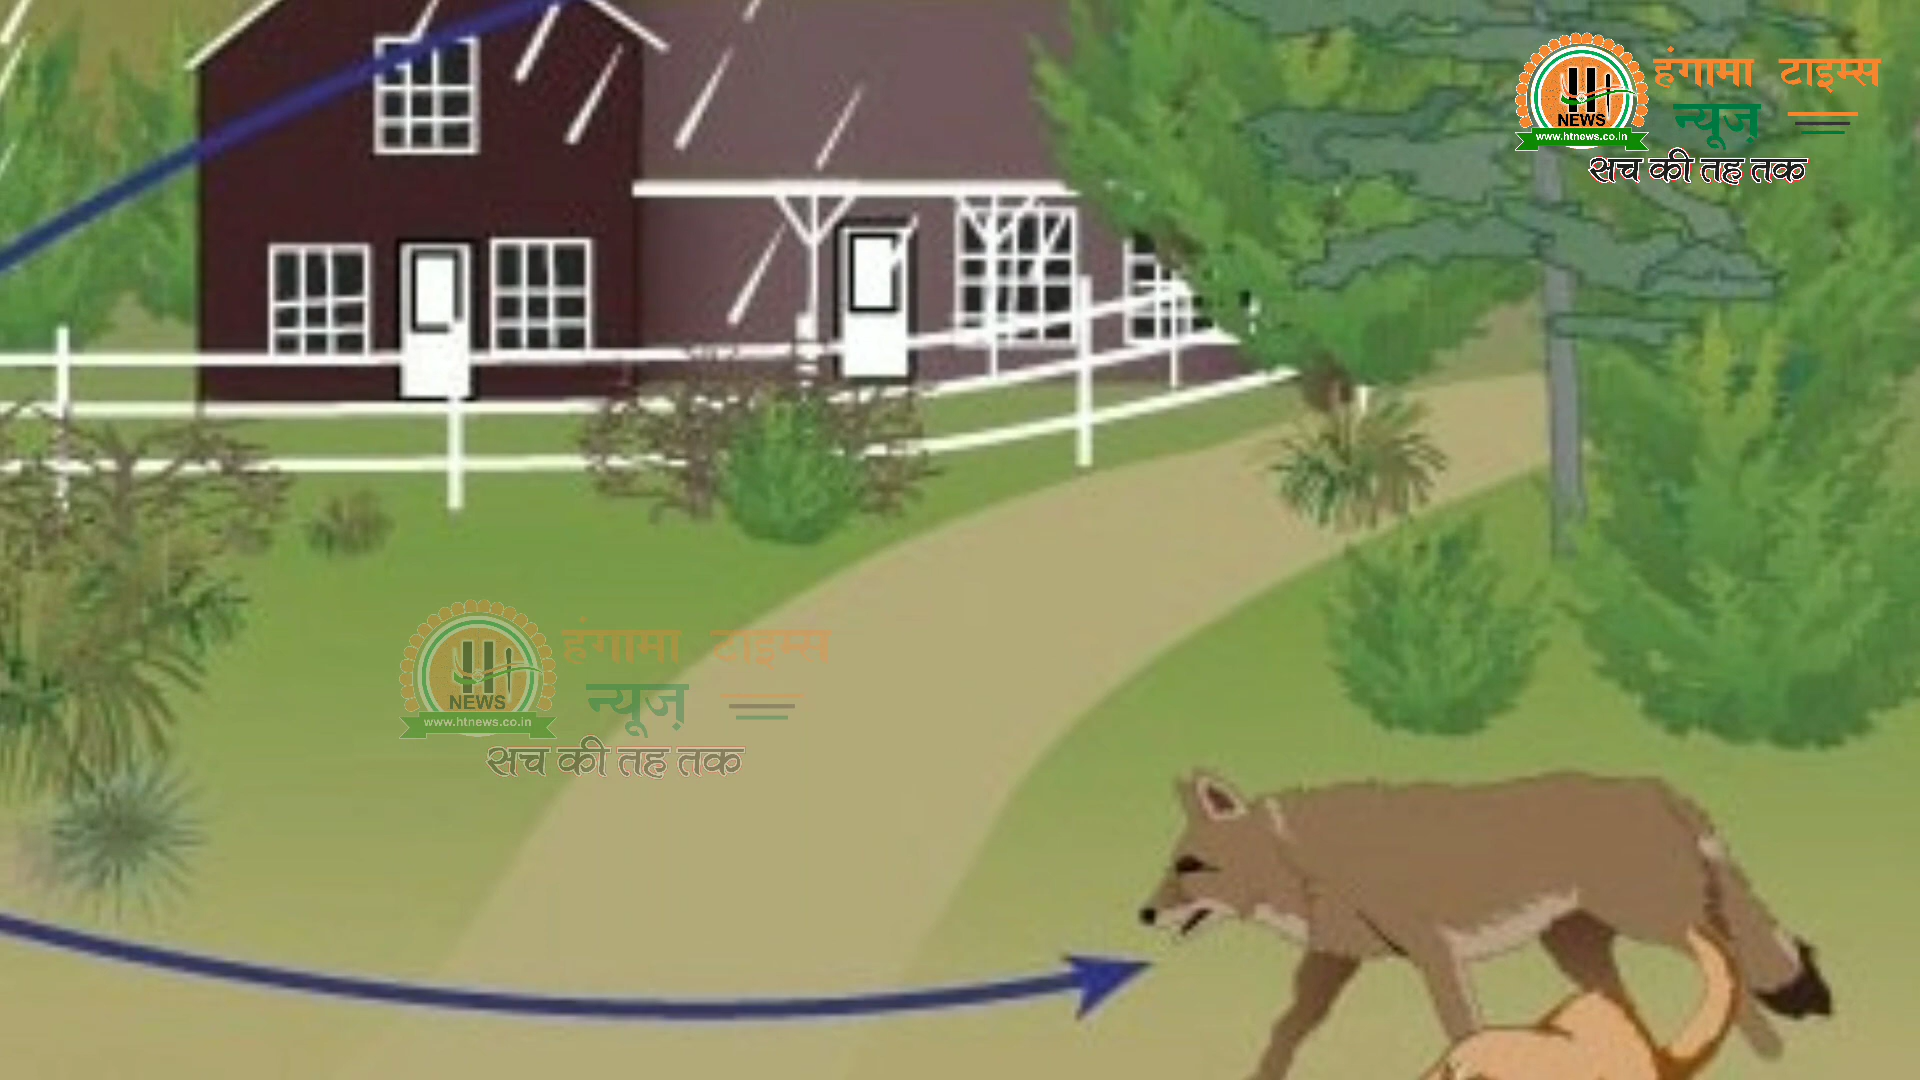 हंगामा टाइम्स
न्यूज़
NEWS
www.htnews.co.in
सच की तह तक
हंगामा टाइम्स
न्यूज़
NEWS
www.htnews.co.in
सच की तह तक